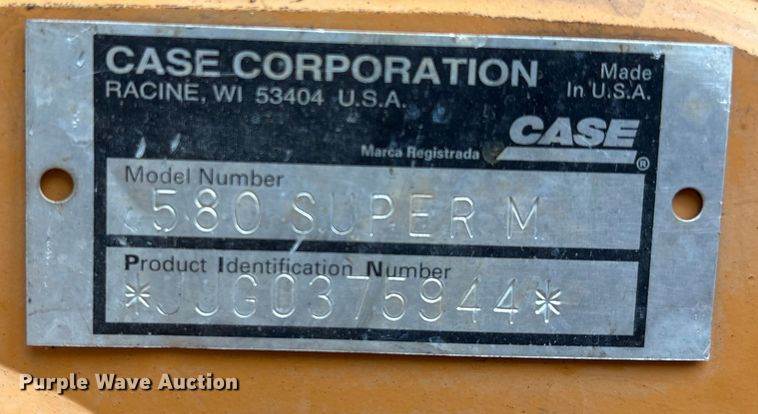 CASE CORPORATION
RACINE, WI 53404 U.S.A.
Made
In U.S.A.
CASE
®
Marca Registrada
Model Number
580 SUPER M
Product Identification Number
*JJG0375944*
Purple Wave Auction